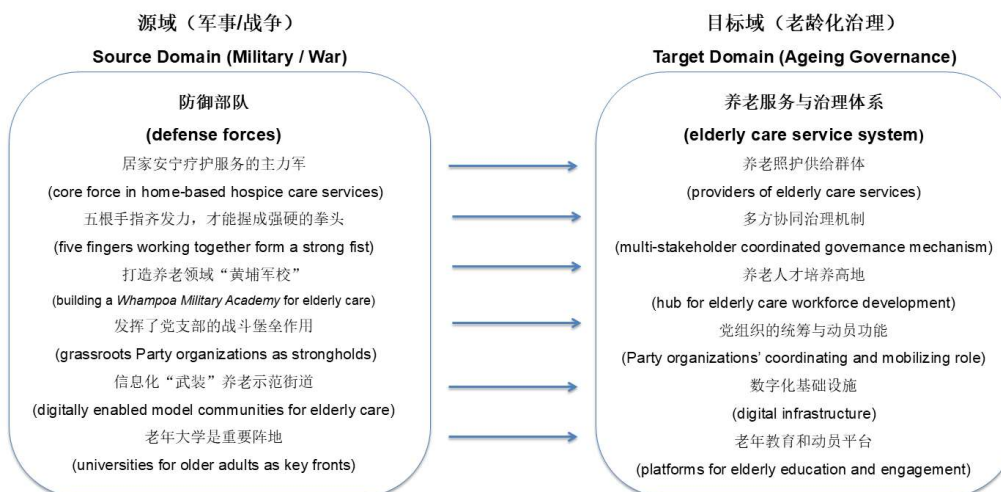 源域（军事/战争）
Source Domain (Military / War)
防御部队
(defense forces)
居家安宁疗护服务的主力军
(core force in home-based hospice care services)
五根手指齐发力，才能握成强硬的拳头
(five fingers working together form a strong fist)
打造养老领域“黄埔军校”
(building a Whampoa Military Academy for elderly care)
发挥了党支部的战斗堡垒作用
(grassroots Party organizations as strongholds)
信息化“武装”养老示范街道
(digitally enabled model communities for elderly care)
老年大学是重要阵地
(universities for older adults as key fronts)
目标域（老龄化治理）
Target Domain (Ageing Governance)
养老服务与治理体系
(elderly care service system)
养老照护供给群体
(providers of elderly care services)
多方协同治理机制
(multi-stakeholder coordinated governance mechanism)
养老人才培养高地
(hub for elderly care workforce development)
党组织的统筹与动员功能
(Party organizations’ coordinating and mobilizing role)
数字化基础设施
(digital infrastructure)
老年教育和动员平台
(platforms for elderly education and engagement)